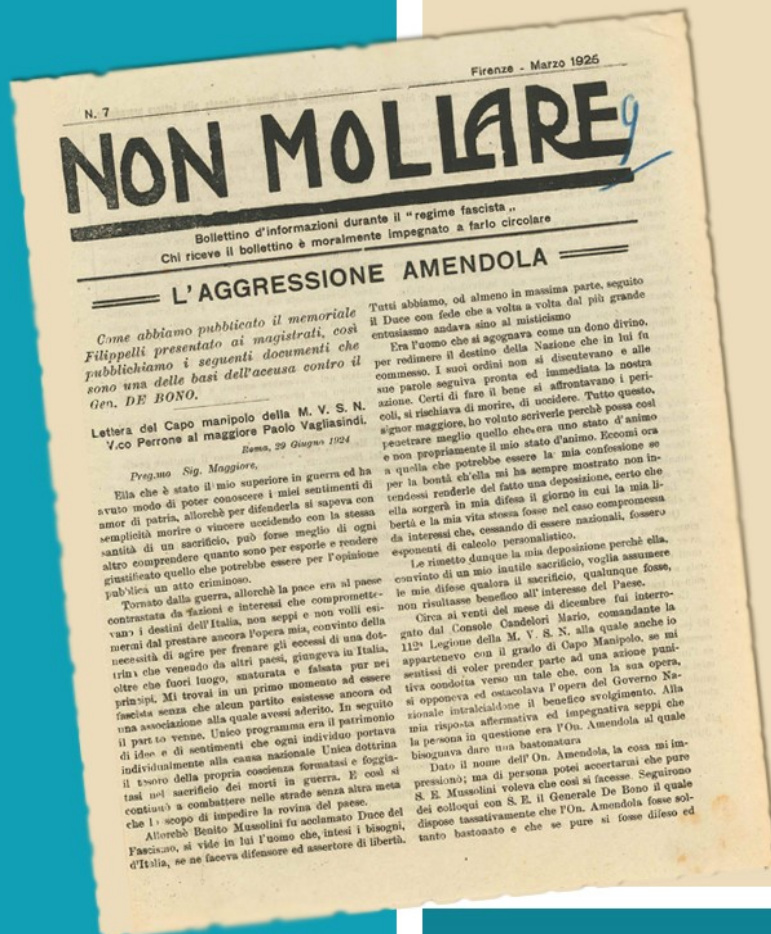 N. 7
Firenze - Marzo 1925
NON MOLLARE
9
Bollettino d'informazioni durante il "regime fascista „
Chi riceve il bollettino è moralmente impegnato a farlo circolare
L'AGGRESSIONE AMENDOLA
Come abbiamo pubbticato il memoriale
Filippelli presentato ai magistrati, così
pubblichiamo i seguenti documenti che
sono una delle basi dell'aceusa contro il
Gen. DE BONO.
Lettera del Capo manipolo della M. V. S. N.
V.co Perrone al maggiore Paolo Vagliasindi.
Roma, 29 Giugno 1924
Preg.mo Sig. Maggiore,
Ella che è stato il mio superiore in guerra ed ha
avuto modo di poter conoscere i miei sentimenti di
amor di patria, allorchè per difenderla si sapeva con
semplicità morire o vincere uccidendo con la stessa
santità di un sacrificio, può forse meglio di ogni
altro comprendere quanto sono per esporle e rendere
giustificato quello che potrebbe essere per l'opinione
pubblica un atto criminoso.
Tornato dalla guerra, allorchè la pace era al paese
contrastata da fazioni e interessi che compromette-
vano i destini dell'Italia, non seppi e non volli esi-
mermi dal prestare ancora l'opera mia, convinto della
necessità di agire per frenare gli eccessi di una dot-
trina che venendo da altri paesi, giungeva in Italia,
oltre che fuori luogo, snaturata e falsata pur nei
principi. Mi trovai in un primo momento ad essere
fascista senza che alcun partito esistesse ancora od
una associazione alla quale avessi aderito. In seguito
il partito venne. Unico programma era il patrimonio
di idee e di sentimenti che ogni individuo portava
individualmente alla causa nazionale Unica dottrina
il tesoro della propria coscienza formatasi e foggia-
tasi nel sacrificio dei morti in guerra. E così si
continuò a combattere nelle strade senza altra meta
che lo scopo di impedire la rovina del paese.
Allorchè Benito Mussolini fu acclamato Duce del
Fascismo, si vide in lui l'uomo che, intesi i bisogni,
d'Italia, se ne faceva difensore ed assertore di libertà.
Tutti abbiamo, od almeno in massima parte, seguito
il Duce con fede che a volta a volta dal più grande
entusiasmo andava sino al misticismo
Era l'uomo che si agognava come un dono divino,
per redimere il destino della Nazione che in lui fu
commesso. I suoi ordini non si discutevano e alle
sue parole seguiva pronta ed immediata la nostra
azione. Certi di fare il bene si affrontavano i peri-
coli, si rischiava di morire, di uccidere. Tutto questo,
signor maggiore, ho voluto scriverle perchè possa così
penetrare meglio quello che era uno stato d'animo
e non propriamente il mio stato d'animo. Eccomi ora
a quella che potrebbe essere la mia confessione se
per la bontà ch'ella mi ha sempre mostrato non in-
tendessi renderle del fatto una deposizione, certo che
ella sorgerà in mia difesa il giorno in cui la mia li-
bertà e la mia vita stessa fosse nel caso compromessa
da interessi che, cessando di essere nazionali, fossero
esponenti di calcolo personalistico.
Le rimetto dunque la mia deposizione perchè ella,
convinto di un mio inutile sacrificio, voglia assumere
le mie difese qualora il sacrificio, qualunque fosse,
non risultasse benefico all'interesse del Paese.
Circa ai venti del mese di dicembre fui interro-
gato dal Console Candelori Mario, comandante la
112ª Legione della M. V. S. N. alla quale anche io
appartenevo con il grado di Capo Manipolo, se mi
sentissi di voler prender parte ad una azione puni-
tiva condotta verso un tale che, con la sua opera,
si opponeva ed ostacolava l'opera del Governo Na-
zionale intralciandone il benefico svolgimento. Alla
mia risposta affermativa ed impegnativa seppi che
la persona in questione era l'On. Amendola al quale
bisognava dare una bastonatura
Dato il nome dell'On. Amendola, la cosa mi im-
pressionò; ma di persona potei accertarmi che pure
S. E. Mussolini voleva che così si facesse. Seguirono
dei colloqui con S. E. il Generale De Bono il quale
dispose tassativamente che l'On. Amendola fosse sol-
tanto bastonato e che se pure si fosse difeso ed